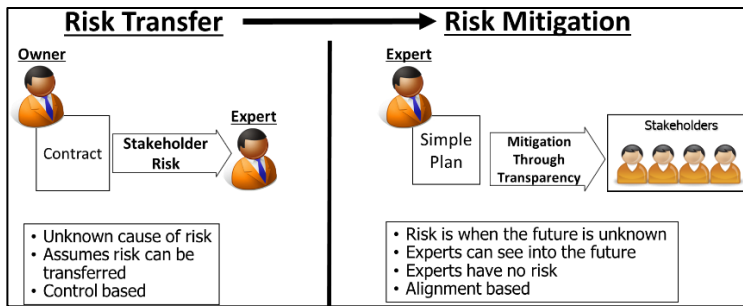 Risk Transfer
Risk Mitigation
Owner
Contract
Stakeholder
Risk
Expert
• Unknown cause of risk
• Assumes risk can be
transferred
• Control based
Expert
Simple
Plan
Mitigation
Through
Transparency
Stakeholders
• Risk is when the future is unknown
• Experts can see into the future
• Experts have no risk
• Alignment based